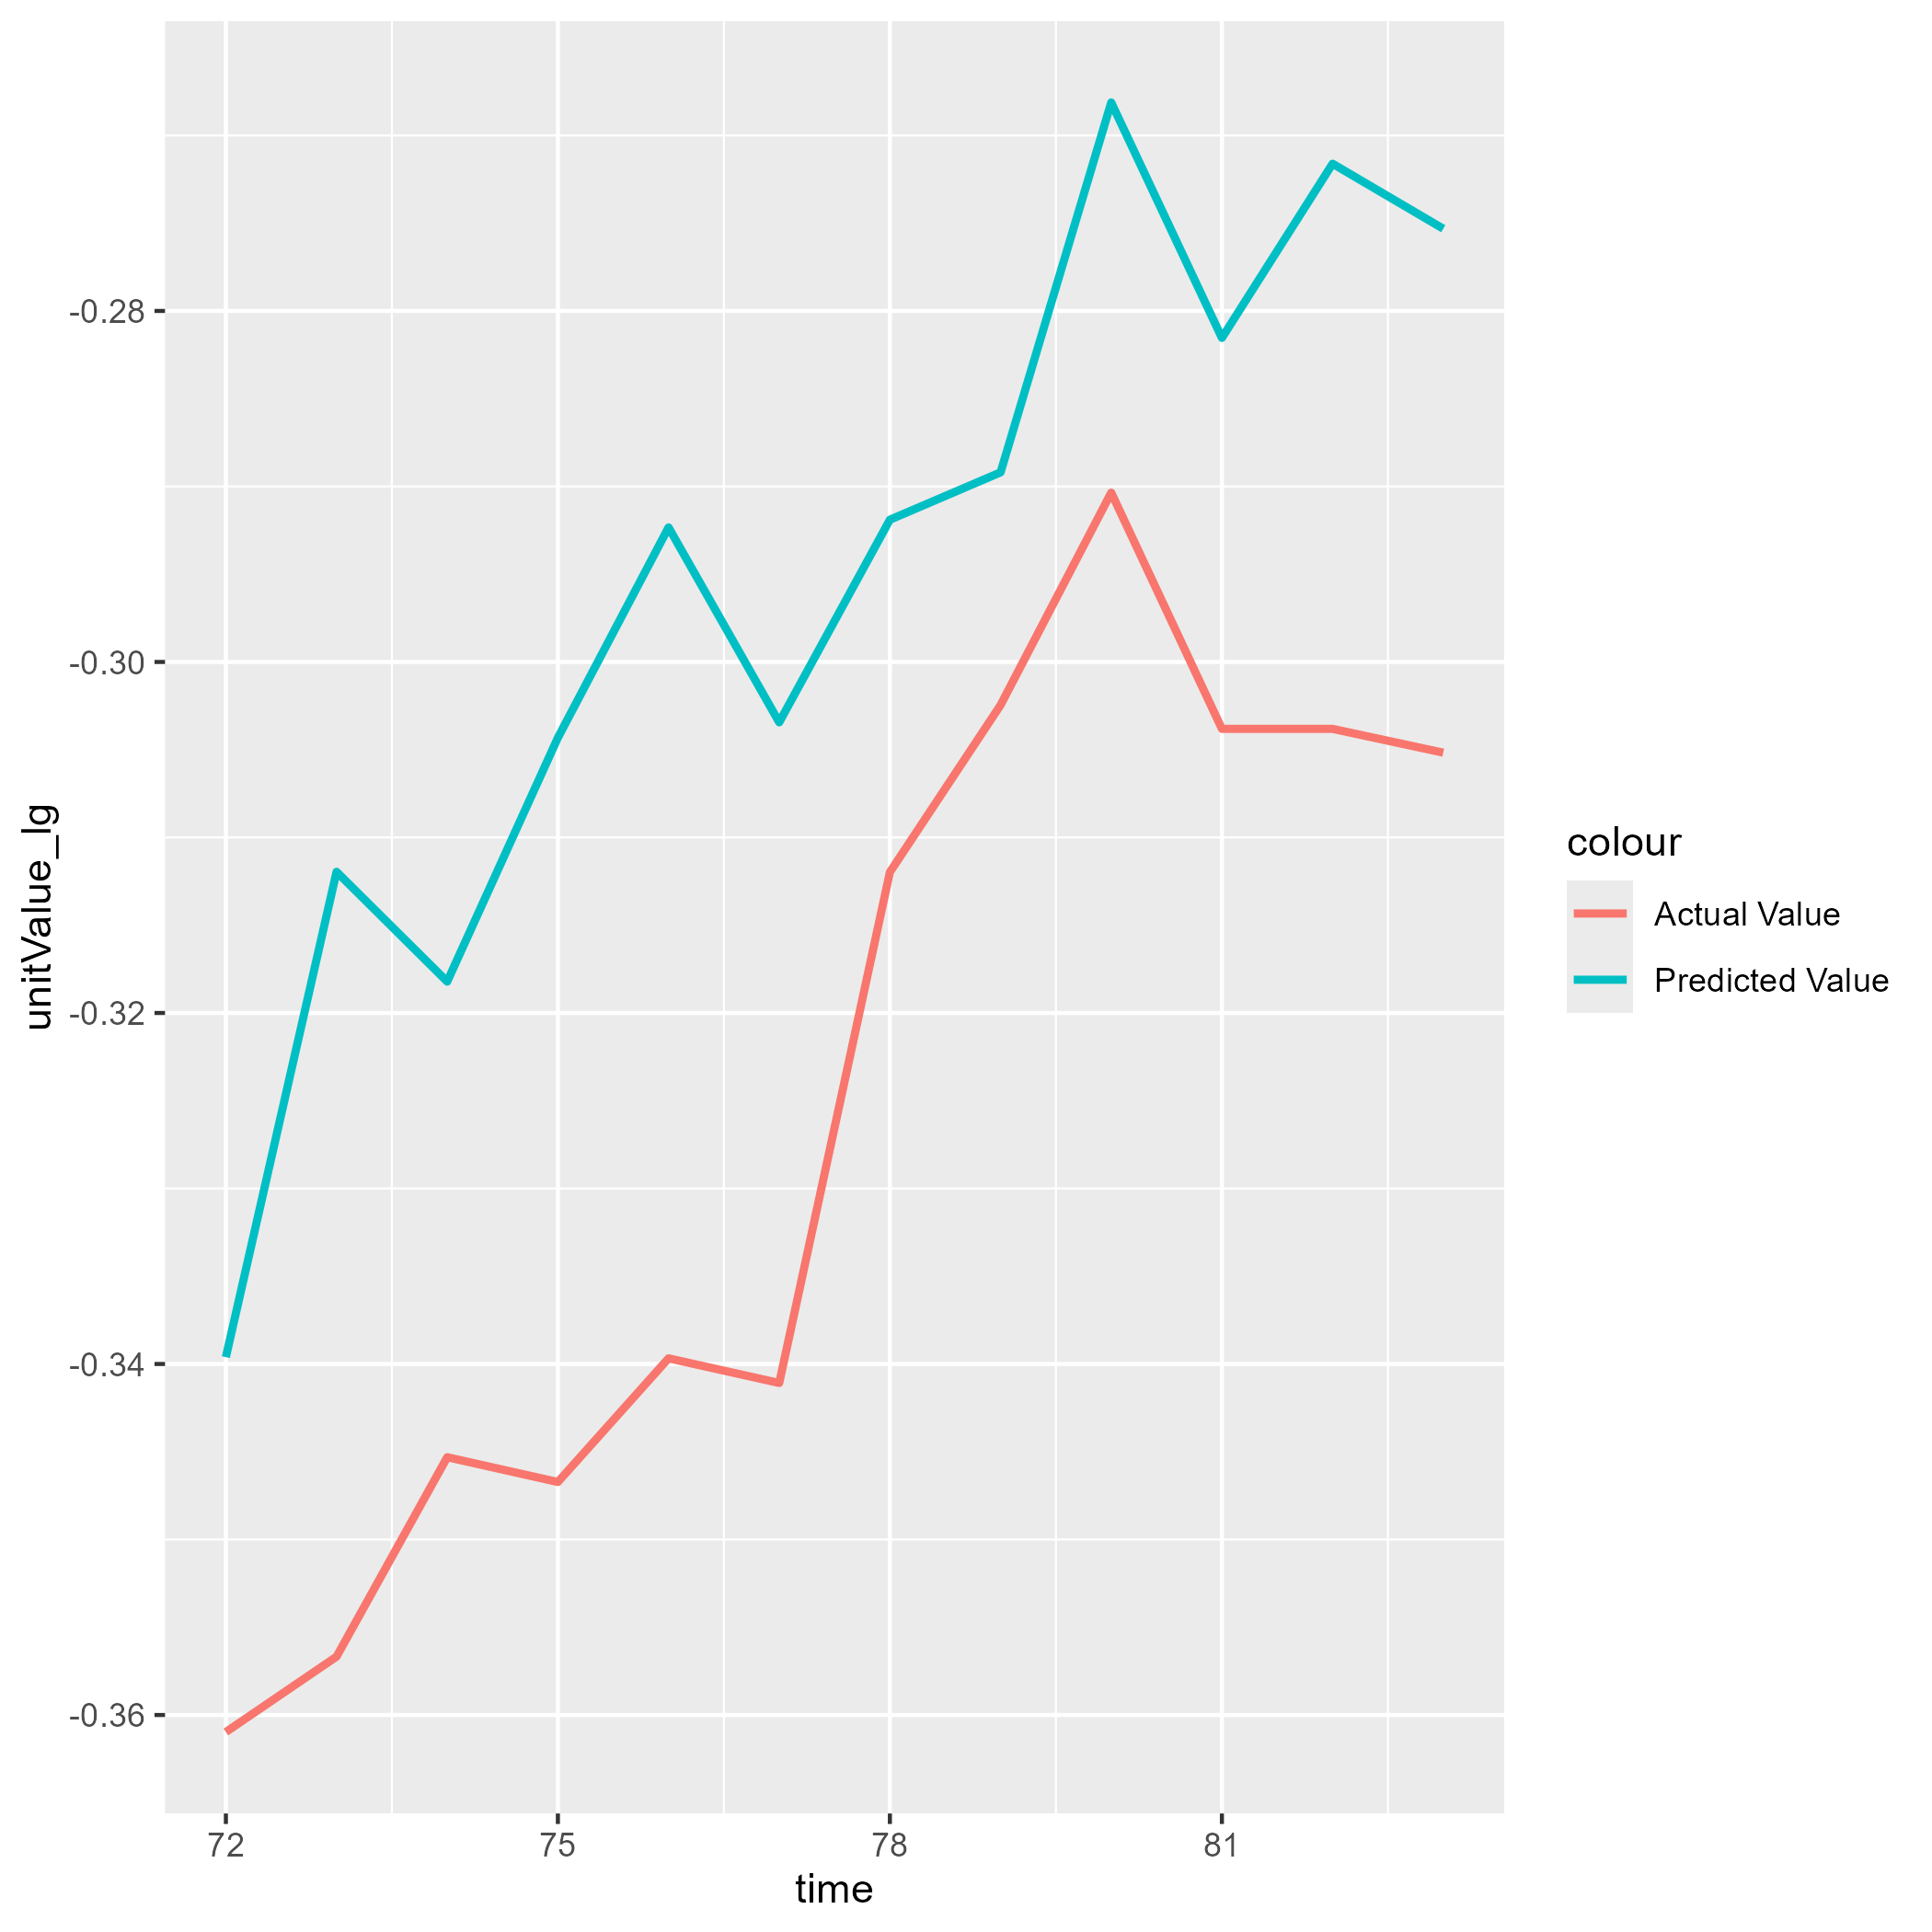 -0.28
-0.30
-0.32
-0.34
-0.36
unitValue_lg
72 75 78 81
time
colour
Actual Value
Predicted Value